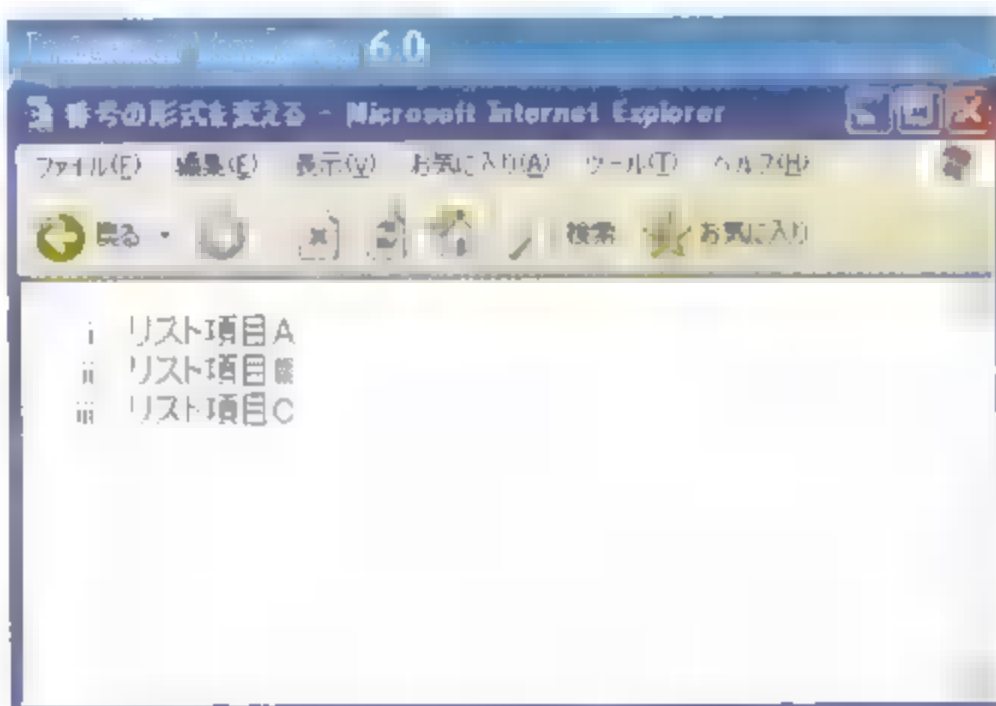 6.0
番号の形式を変える - Microsoft Internet Explorer
ファイル(F) 編集(E) 表示(V) お気に入り(A) ツール(T) ヘルプ(H)
戻る 検索 お気に入り
i リスト項目A
ii リスト項目
iii リスト項目C